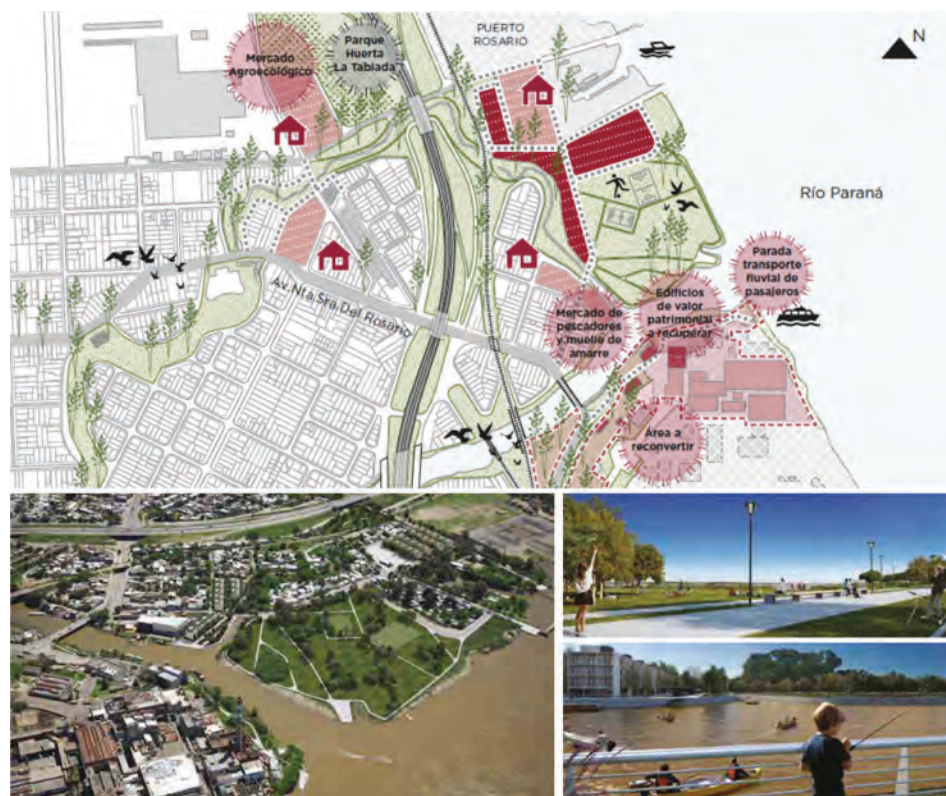 PUERTO
ROSARIO
N
Parque
Huerta
La Tablada
Mercado
Agroecológico
Río Paraná
Parada
transporte
fluvial de
pasajeros
Av. Ntra Sra. Del Rosario
Mercado de
pescadores
y muelle de
amarre
Edificios
de valor
patrimonial
a recuperar
Área a
reconvertir